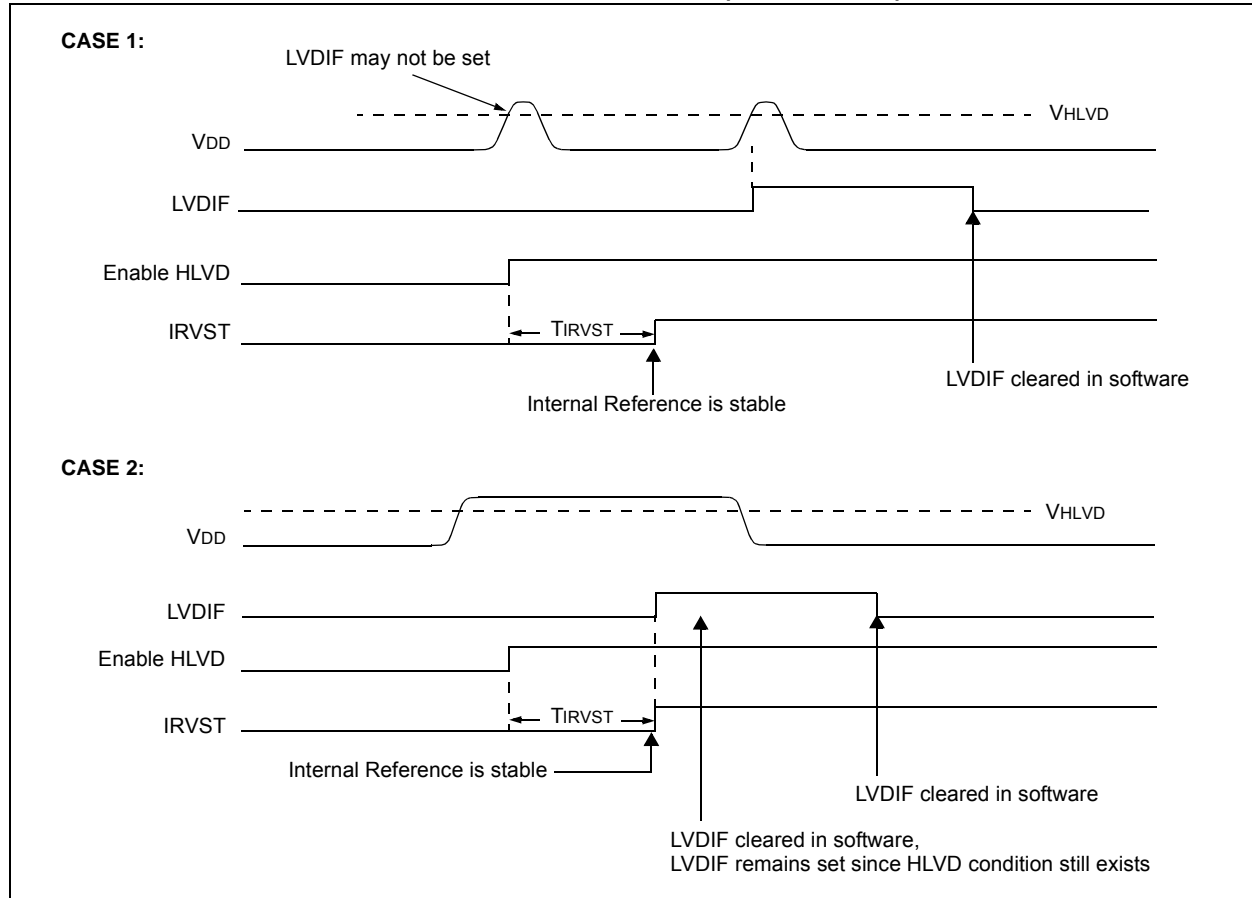 CASE 1:
LVDIF may not be set
VHLVD
VDD
LVDIF
Enable HLVD
IRVST
TIRVST
LVDIF cleared in software
Internal Reference is stable
CASE 2:
VHLVD
VDD
LVDIF
Enable HLVD
TIRVST
IRVST
Internal Reference is stable
LVDIF cleared in software
LVDIF cleared in software,
LVDIF remains set since HLVD condition still exists